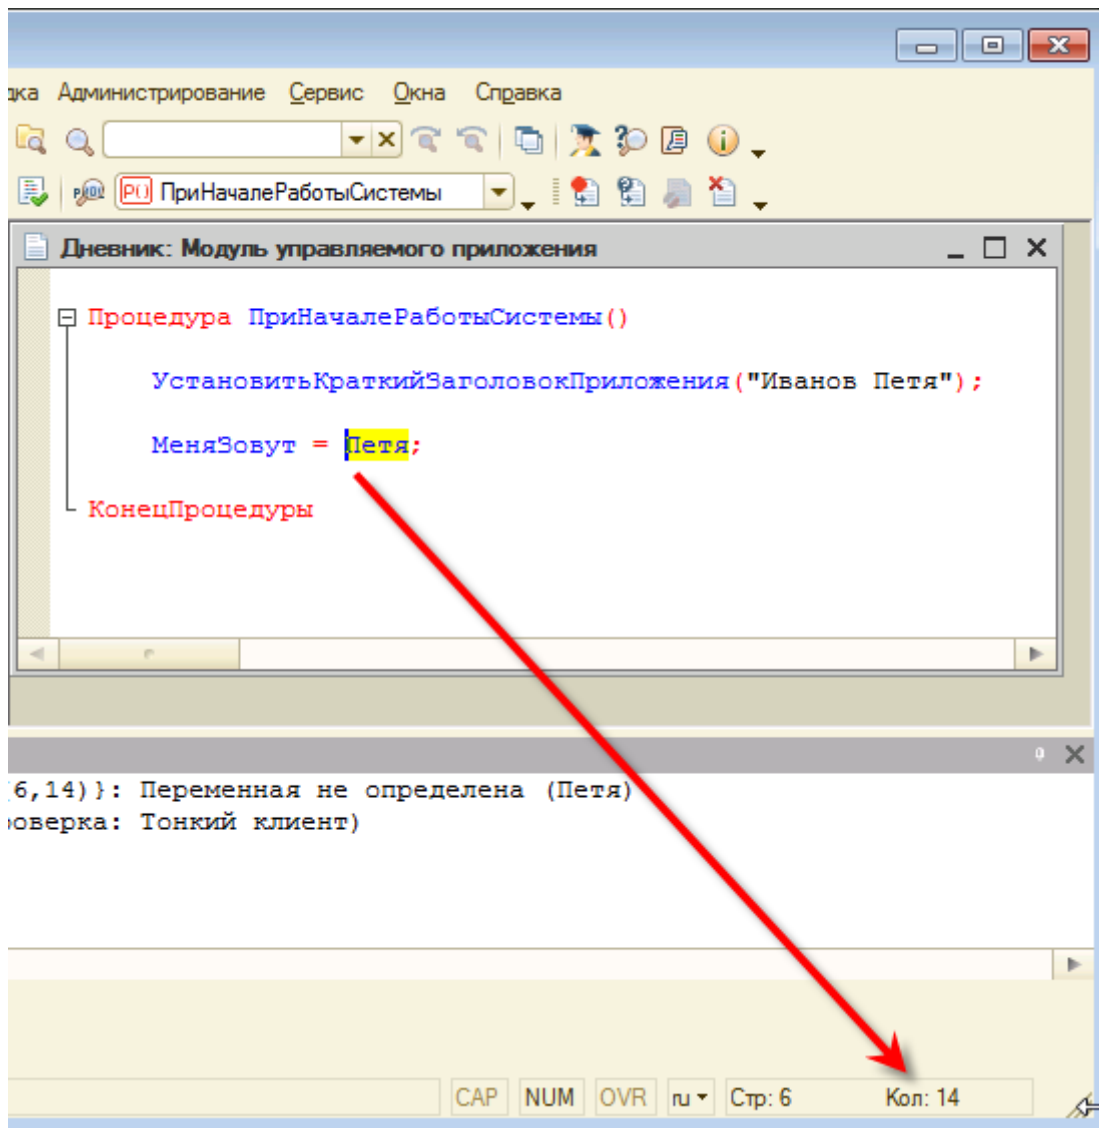 дка Администрирование Сервис Окна Справка
P() ПриНачалеРаботыСистемы
Дневник: Модуль управляемого приложения
Процедура ПриНачалеРаботыСистемы()
УстановитьКраткийЗаголовокПриложения("Иванов Петя");
МеняЗовут = Петя;
КонецПроцедуры
6,14)}: Переменная не определена (Петя)
оверка: Тонкий клиент)
CAP NUM OVR ru Стр: 6 Кол: 14